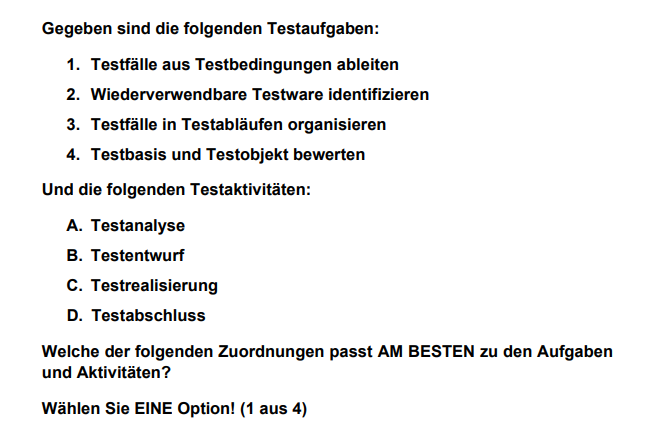 Gegeben sind die folgenden Testaufgaben:
1. Testfälle aus Testbedingungen ableiten
2. Wiederverwendbare Testware identifizieren
3. Testfälle in Testabläufen organisieren
4. Testbasis und Testobjekt bewerten
Und die folgenden Testaktivitäten:
A. Testanalyse
B. Testentwurf
C. Testrealisierung
D. Testabschluss
Welche der folgenden Zuordnungen passt AM BESTEN zu den Aufgaben
und Aktivitäten?
Wählen Sie EINE Option! (1 aus 4)